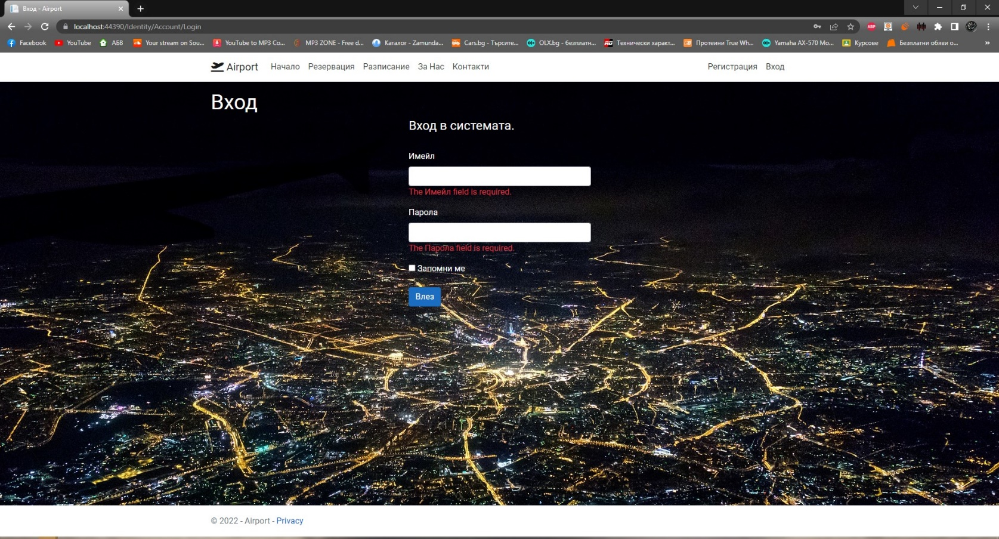 Вход - Airport
localhost:44390/Identity/Account/Login
ABP
Facebook YouTube АБВ Your stream on Sou... YouTube to MP3 Co... MP3 ZONE - Free d... Каталог - Zamunda... Cars.bg - Търсите... OLX.bg - безплатн... Технически характ... Протеини True Wh... Yamaha AX-570 Mo... Курсове Безплатни обяви о... »
Airport Начало Резервация Разписание За Нас Контакти Регистрация Вход
Вход
Вход в системата.
Имейл
The Имейл field is required.
Парола
The Парола field is required.
Запомни ме
Влез
© 2022 - Airport - Privacy